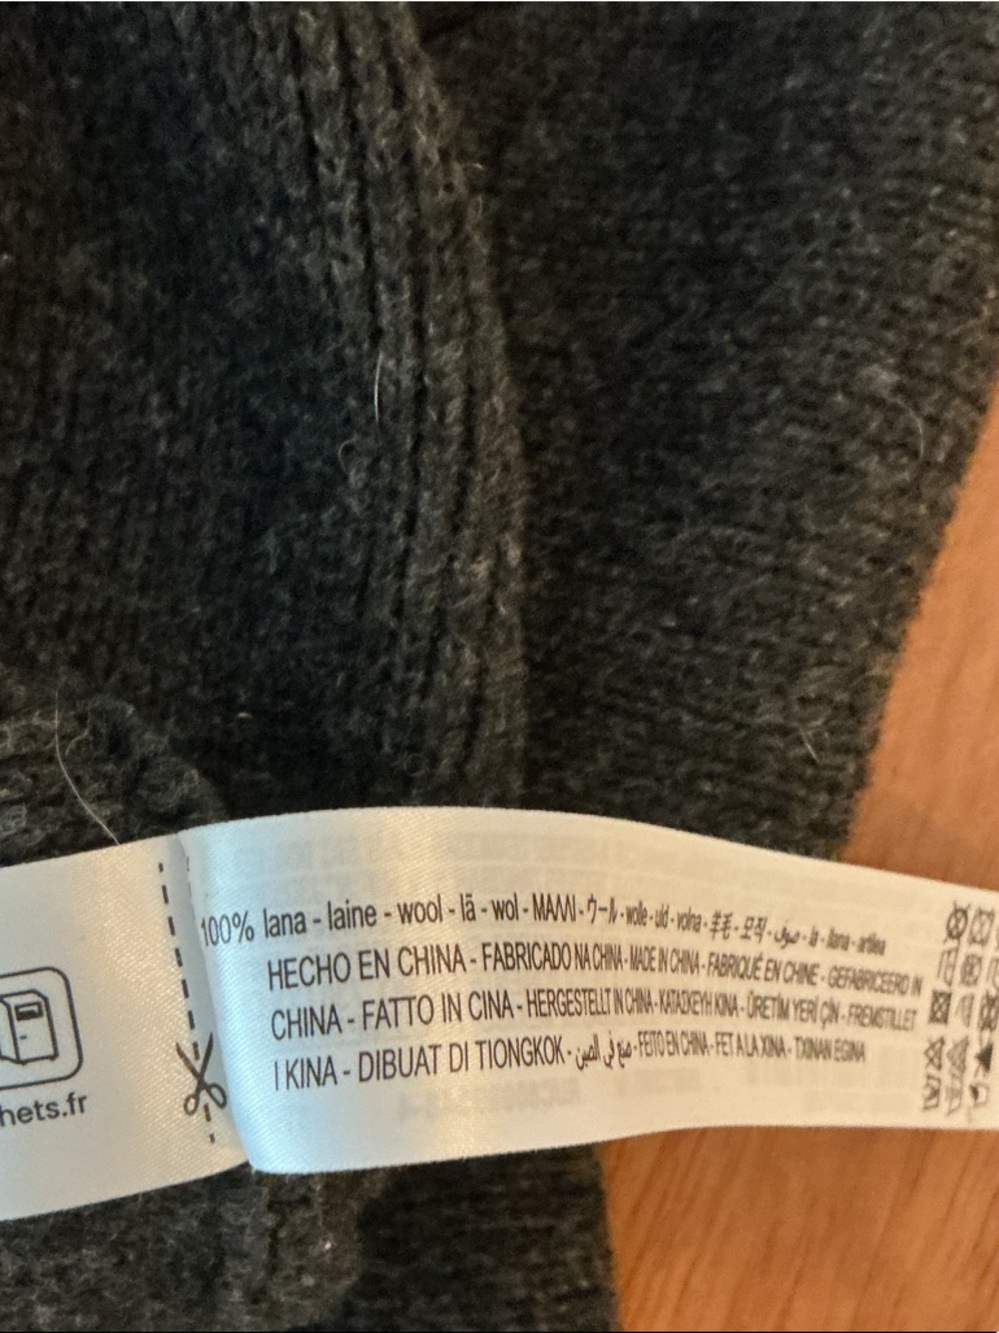 100% lana - laine - wool - lã - wol - ΜΑΛΛΙ - ウール - wolle - uld - volna - 羊毛 - 모직 - صوف - la - llana - artilea
HECHO EN CHINA - FABRICADO NA CHINA - MADE IN CHINA - FABRIQUÉ EN CHINE - GEFABRICEERD IN
CHINA - FATTO IN CINA - HERGESTELLT IN CHINA - ΚΑΤΑΣΚΕΥΗ ΚΙΝΑ - ÜRETİM YERİ ÇİN - FREMSTILLET
I KINA - DIBUAT DI TIONGKOK - صنع في الصين - FEITO EN CHINA - FET A LA XINA - TXINAN EGINA
hets.fr